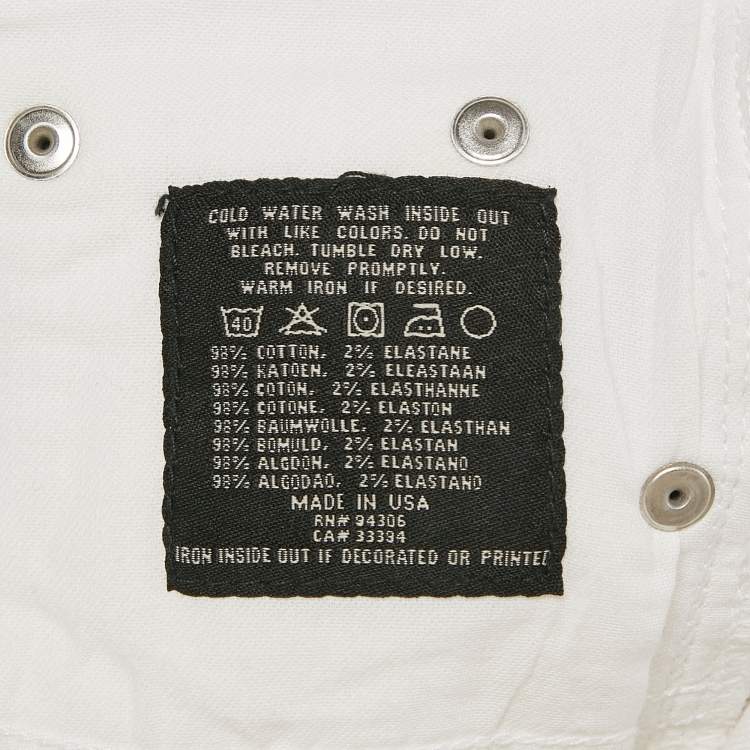 COLD WATER WASH INSIDE OUT
WITH LIKE COLORS. DO NOT
BLEACH. TUMBLE DRY LOW.
REMOVE PROMPTLY.
WARM IRON IF DESIRED.
40
98% COTTON, 2% ELASTANE
98% KATOEN, 2% ELEASTAAN
98% COTON, 2% ELASTHANNE
98% COTONE, 2% ELASTON
98% BAUMWOLLE, 2% ELASTHAN
98% BOMULD, 2% ELASTAN
98% ALGDON, 2% ELASTANO
98% ALGODAO, 2% ELASTANO
MADE IN USA
RN# 94306
CA# 33394
IRON INSIDE OUT IF DECORATED OR PRINTED